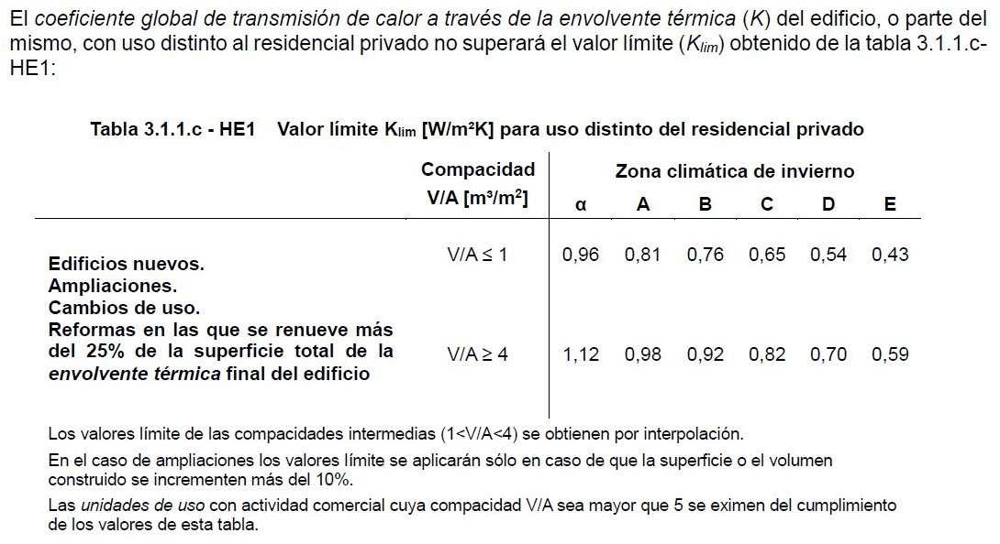 El coeficiente global de transmisión de calor a través de la envolvente térmica (K) del edificio, o parte del
mismo, con uso distinto al residencial privado no superará el valor límite (Klim) obtenido de la tabla 3.1.1.c-
HE1:
Tabla 3.1.1.c - HE1 Valor límite Klim [W/m²K] para uso distinto del residencial privado
Compacidad
V/A [m³/m²]
Zona climática de invierno
α A B C D E
Edificios nuevos.
Ampliaciones.
Cambios de uso.
Reformas en las que se renueve más
del 25% de la superficie total de la
envolvente térmica final del edificio
V/A ≤ 1 0,96 0,81 0,76 0,65 0,54 0,43
V/A ≥ 4 1,12 0,98 0,92 0,82 0,70 0,59
Los valores límite de las compacidades intermedias (1<V/A<4) se obtienen por interpolación.
En el caso de ampliaciones los valores límite se aplicarán sólo en caso de que la superficie o el volumen
construido se incrementen más del 10%.
Las unidades de uso con actividad comercial cuya compacidad V/A sea mayor que 5 se eximen del cumplimiento
de los valores de esta tabla.